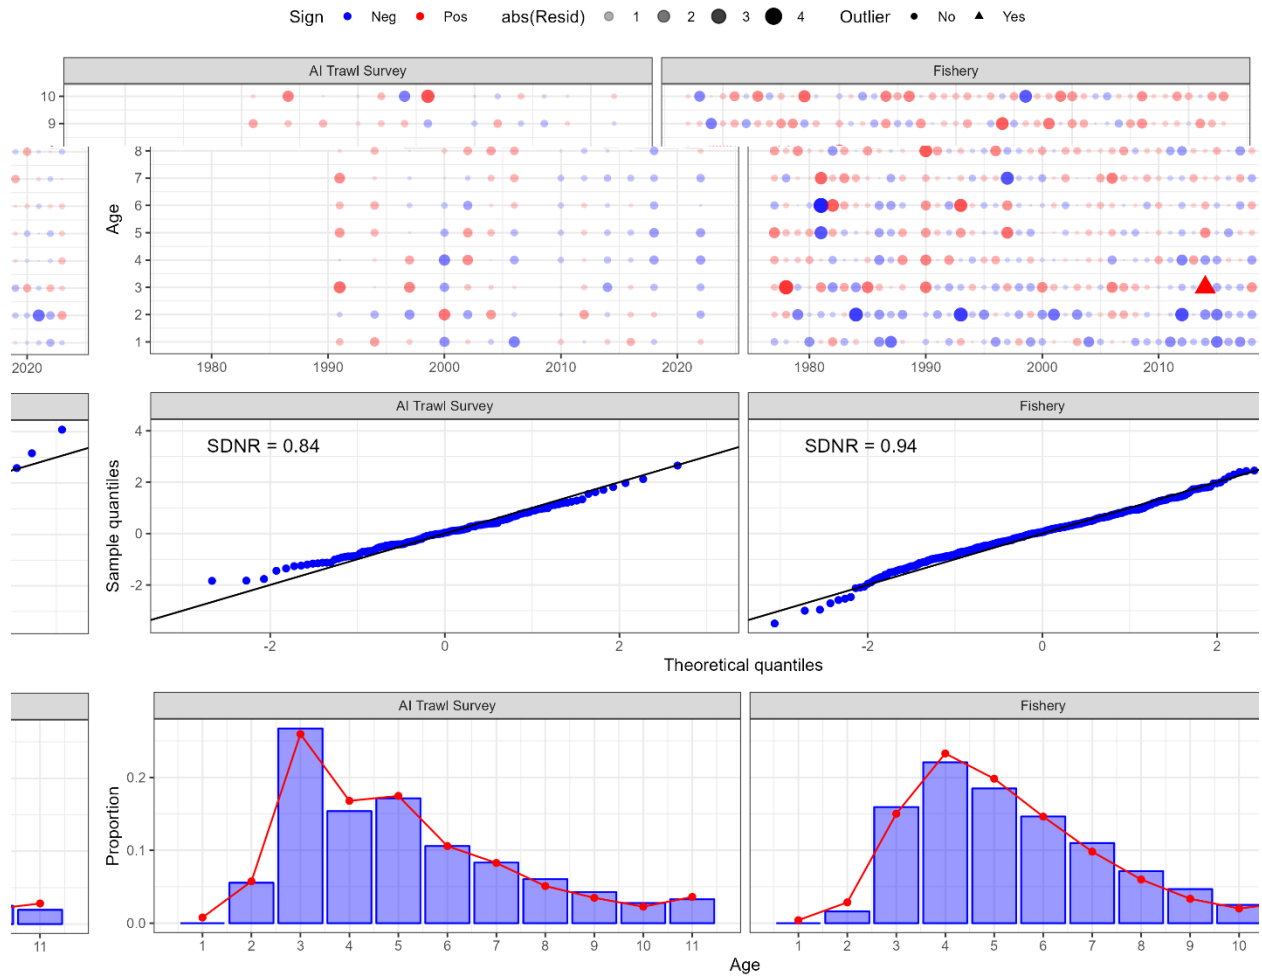 Sign Neg Pos abs(Resid) 1 2 3 4 Outlier No Yes
AI Trawl Survey Fishery
10
9
8
7
6
5
4
3
2
1
Age
2020 1980 1990 2000 2010 2020 1980 1990 2000 2010
AI Trawl Survey Fishery
SDNR = 0.84 SDNR = 0.94
4
2
0
-2
Sample quantiles
-2 0 2 -2 0 2
Theoretical quantiles
AI Trawl Survey Fishery
0.2
0.1
0.0
Proportion
11 1 2 3 4 5 6 7 8 9 10 11 1 2 3 4 5 6 7 8 9 10
Age